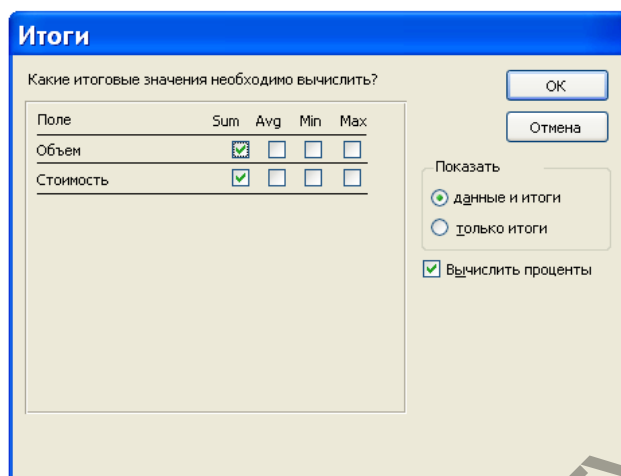 Итоги
Какие итоговые значения необходимо вычислить?
Поле Sum Avg Min Max
Объем
Стоимость
ОК
Отмена
Показать
данные и итоги
только итоги
Вычислить проценты